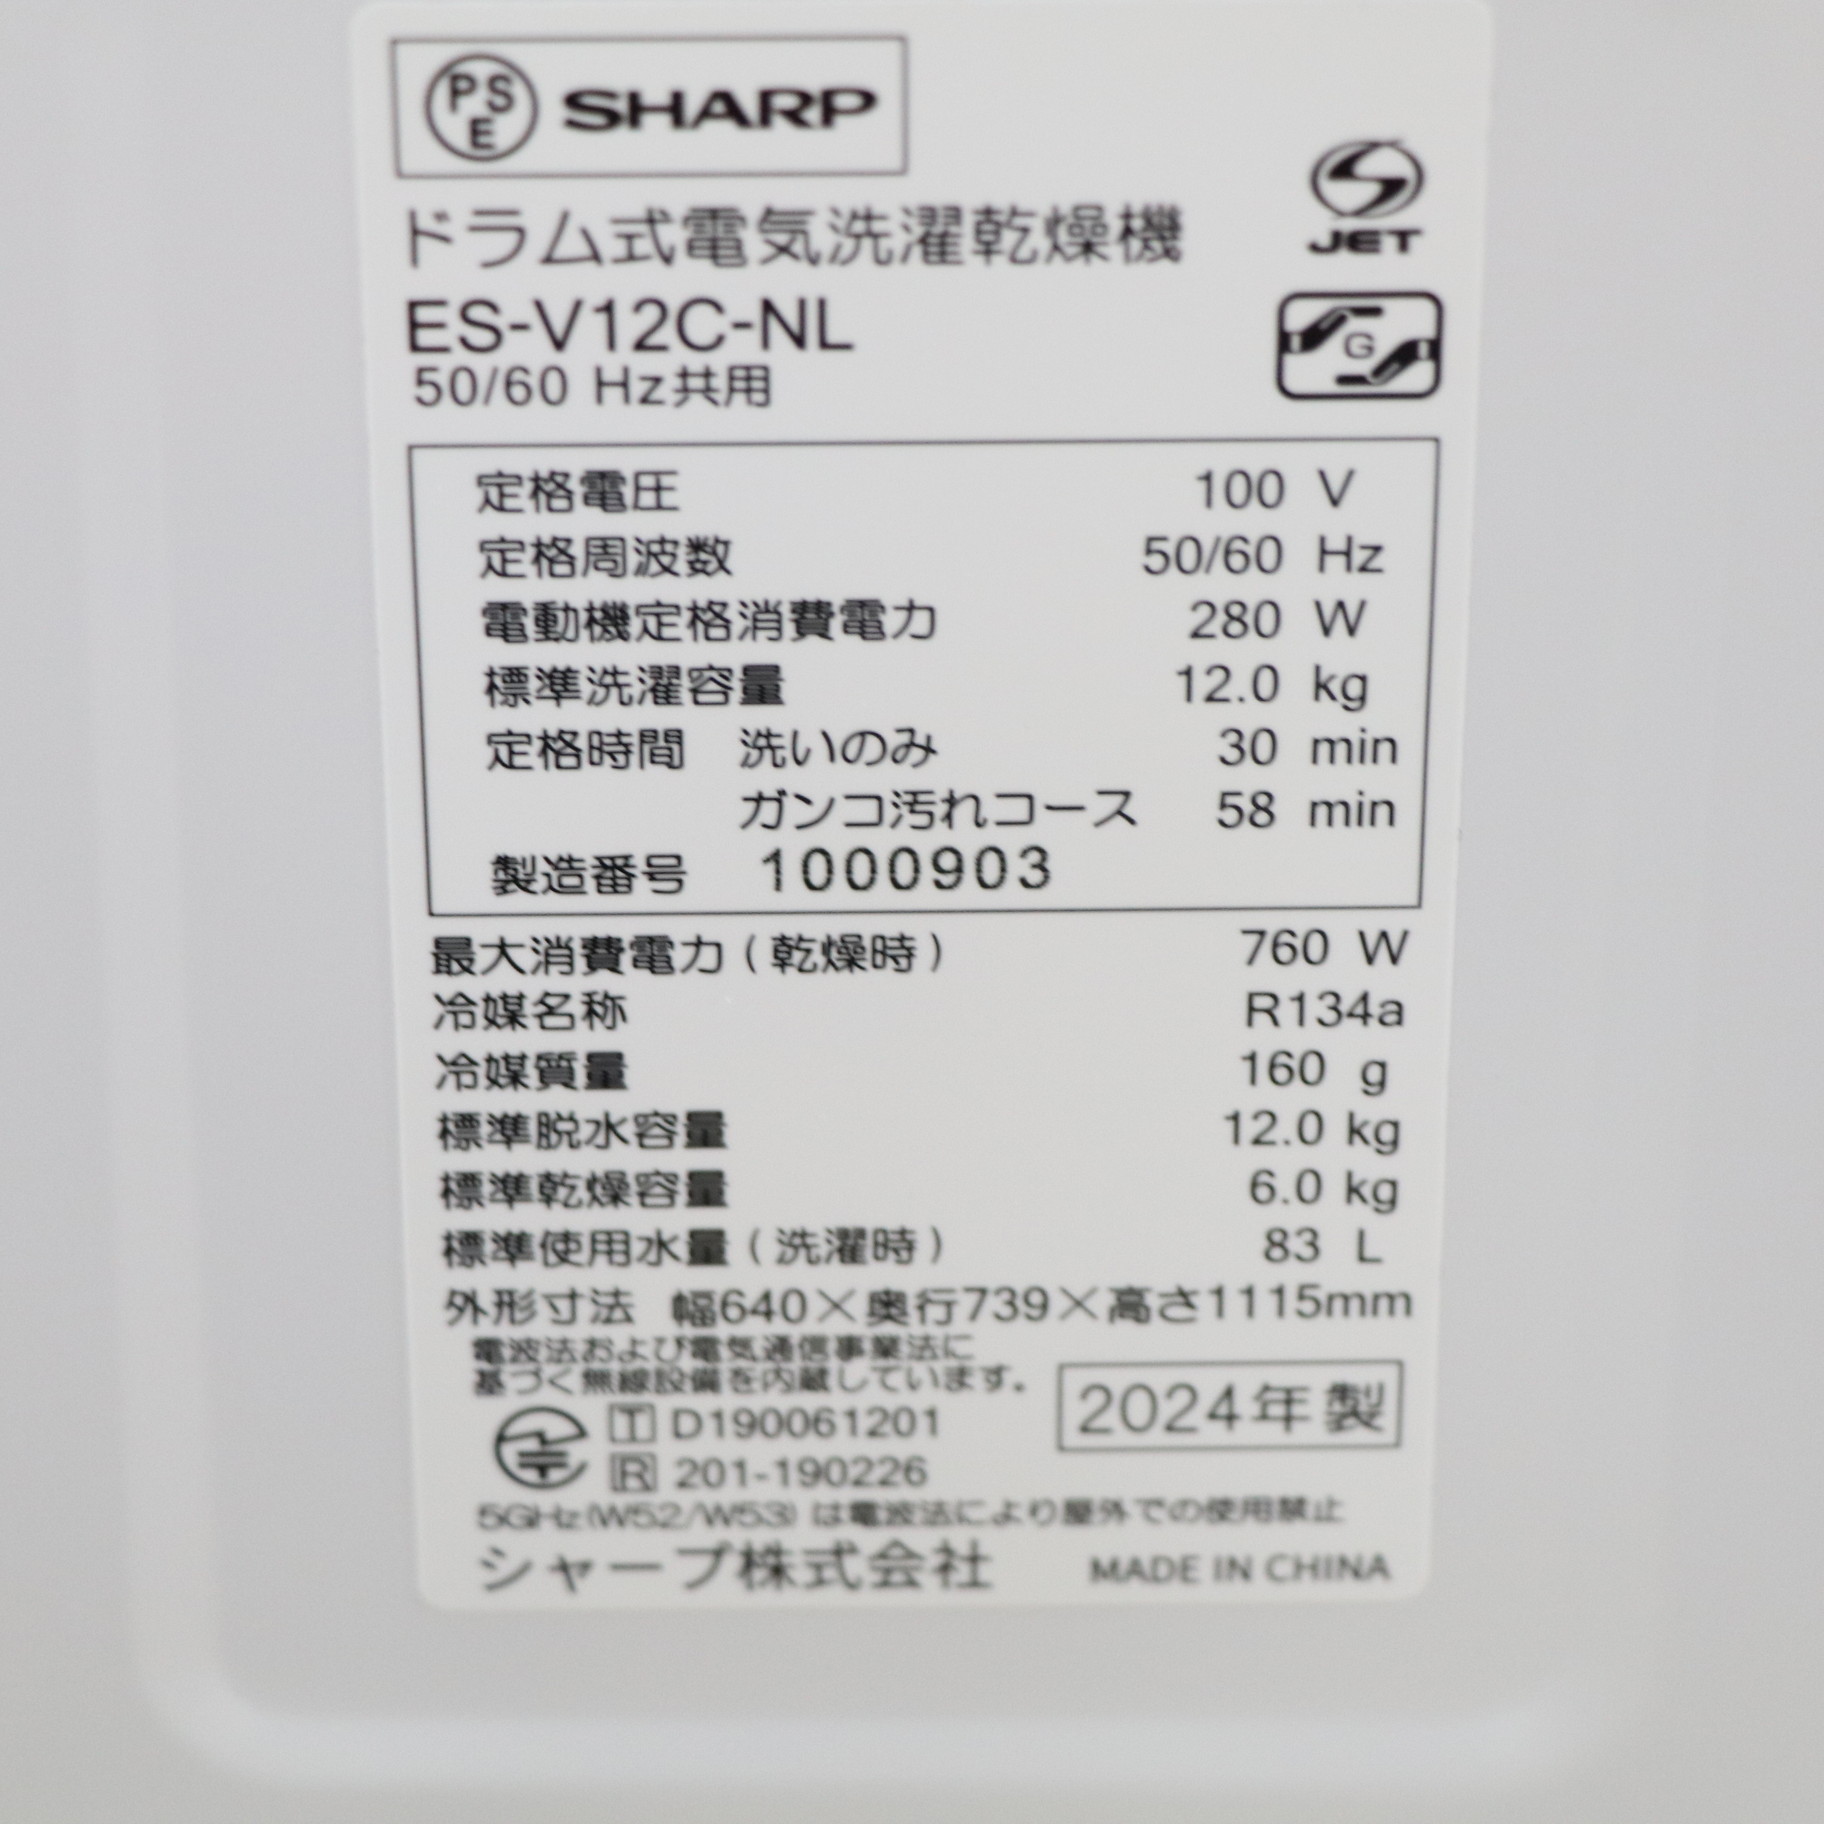 PSE SHARP
JET
ドラム式電気洗濯乾燥機
ES-V12C-NL
G
50/60 Hz共用
定格電圧 100 V
定格周波数 50/60 Hz
電動機定格消費電力 280 W
標準洗濯容量 12.0 kg
定格時間 洗いのみ 30 min
ガンコ汚れコース 58 min
製造番号 1000903
最大消費電力(乾燥時) 760 W
冷媒名称 R134a
冷媒質量 160 g
標準脱水容量 12.0 kg
標準乾燥容量 6.0 kg
標準使用水量(洗濯時) 83 L
外形寸法 幅640×奥行739×高さ1115mm
電波法および電気通信事業法に
基づく無線設備を内蔵しています。
2024年製
T D190061201
R 201-190226
5GHz(W52/W53)は電波法により屋外での使用禁止
シャープ株式会社 MADE IN CHINA